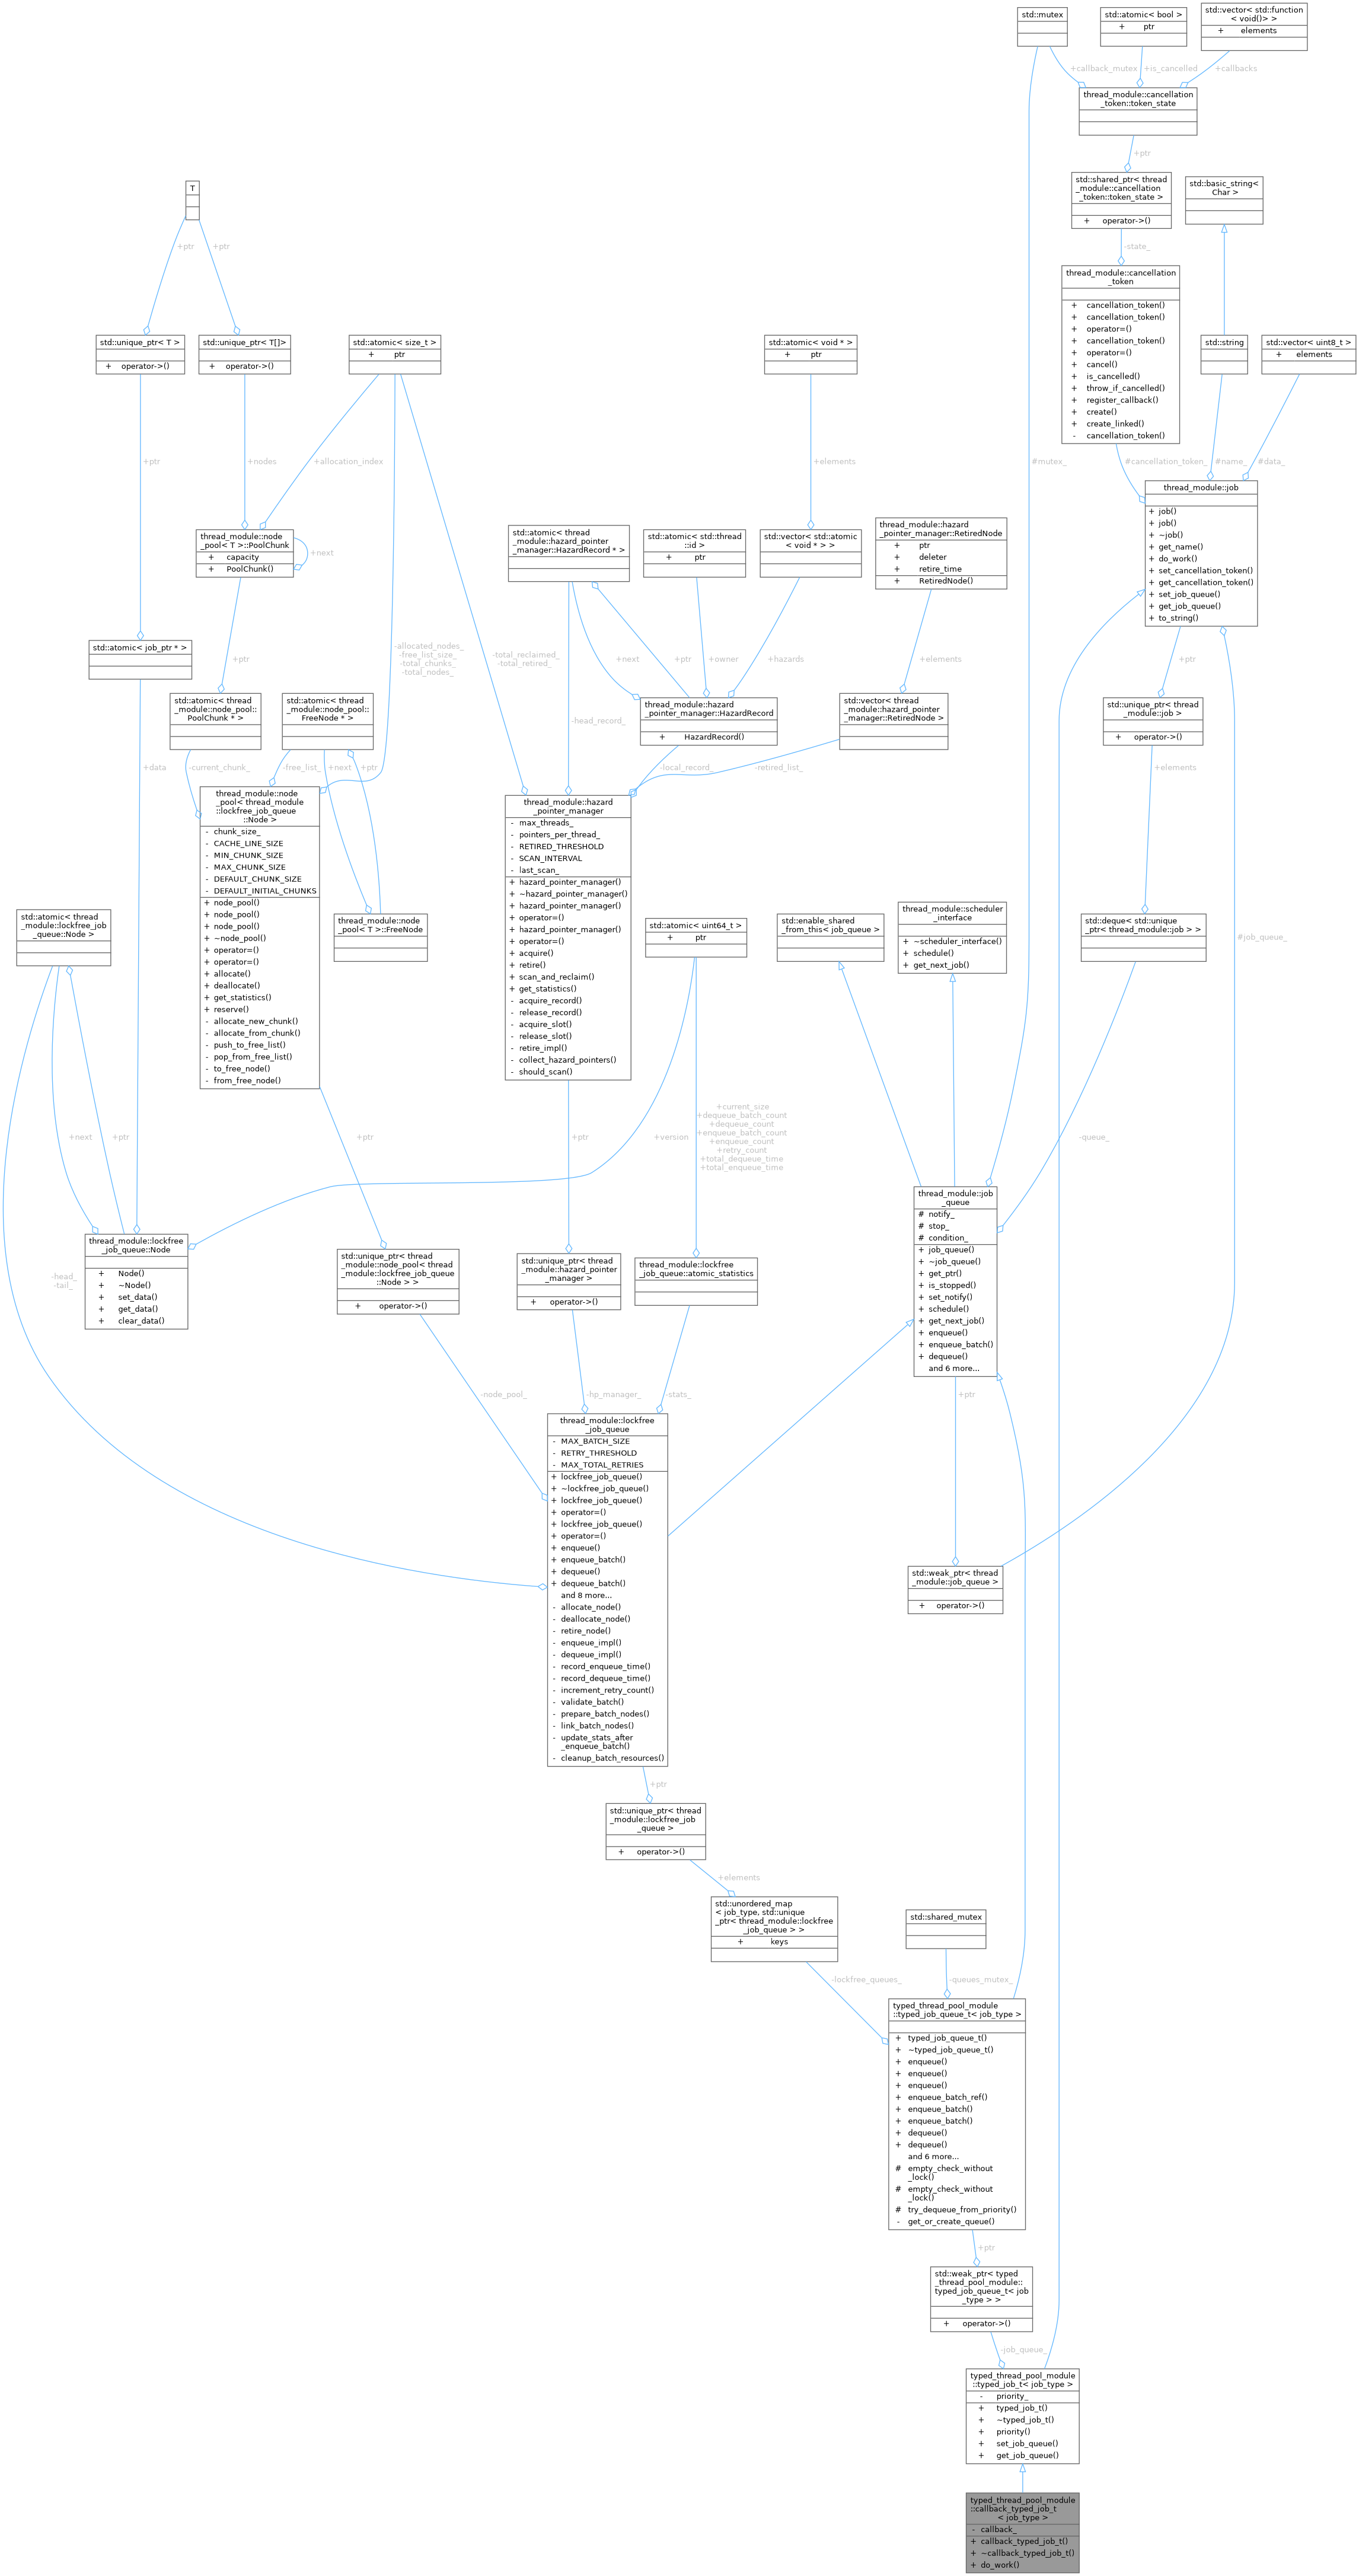 std::mutex
std::atomic< bool >
+ ptr
std::vector< std::function
< void()> >
+ elements
+callback_mutex
+is_cancelled
+callbacks
thread_module::cancellation
_token::token_state
+ptr
std::shared_ptr< thread
_module::cancellation
_token::token_state >
+ operator->()
std::basic_string<
Char >
T
+ptr
+ptr
-state_
thread_module::cancellation
_token
+ cancellation_token()
+ cancellation_token()
+ operator=()
+ cancellation_token()
+ operator=()
+ cancel()
+ is_cancelled()
+ throw_if_cancelled()
+ register_callback()
+ create()
+ create_linked()
- cancellation_token()
std::unique_ptr< T >
+ operator->()
std::unique_ptr< T[]>
+ operator->()
std::atomic< size_t >
+ ptr
std::atomic< void * >
+ ptr
std::string
std::vector< uint8_t >
+ elements
+ptr
+nodes
+allocation_index
+elements
#mutex_
#cancellation_token_
#name_
#data_
thread_module::job
+ job()
+ job()
+ ~job()
+ get_name()
+ do_work()
+ set_cancellation_token()
+ get_cancellation_token()
+ set_job_queue()
+ get_job_queue()
+ to_string()
thread_module::node
_pool< T >::PoolChunk
+ capacity
+ PoolChunk()
+next
std::atomic< thread
_module::hazard_pointer
_manager::HazardRecord * >
std::atomic< std::thread
::id >
+ ptr
std::vector< std::atomic
< void * > >
thread_module::hazard
_pointer_manager::RetiredNode
+ ptr
+ deleter
+ retire_time
+ RetiredNode()
std::atomic< job_ptr * >
+ptr
-allocated_nodes_
-free_list_size_
-total_chunks_
-total_nodes_
-total_reclaimed_
-total_retired_
+next
+ptr
+owner
+hazards
+elements
+ptr
std::atomic< thread
_module::node_pool::
PoolChunk * >
std::atomic< thread
_module::node_pool::
FreeNode * >
-head_record_
thread_module::hazard
_pointer_manager::HazardRecord
+ HazardRecord()
std::vector< thread
_module::hazard_pointer
_manager::RetiredNode >
std::unique_ptr< thread
_module::job >
+ operator->()
+data
-current_chunk_
-free_list_
+next
+ptr
-local_record_
-retired_list_
+elements
thread_module::node
_pool< thread_module
::lockfree_job_queue
::Node >
- chunk_size_
- CACHE_LINE_SIZE
- MIN_CHUNK_SIZE
- MAX_CHUNK_SIZE
- DEFAULT_CHUNK_SIZE
- DEFAULT_INITIAL_CHUNKS
+ node_pool()
+ node_pool()
+ node_pool()
+ ~node_pool()
+ operator=()
+ operator=()
+ allocate()
+ deallocate()
+ get_statistics()
+ reserve()
- allocate_new_chunk()
- allocate_from_chunk()
- push_to_free_list()
- pop_from_free_list()
- to_free_node()
- from_free_node()
thread_module::hazard
_pointer_manager
- max_threads_
- pointers_per_thread_
- RETIRED_THRESHOLD
- SCAN_INTERVAL
- last_scan_
+ hazard_pointer_manager()
+ ~hazard_pointer_manager()
+ hazard_pointer_manager()
+ operator=()
+ hazard_pointer_manager()
+ operator=()
+ acquire()
+ retire()
+ scan_and_reclaim()
+ get_statistics()
- acquire_record()
- release_record()
- acquire_slot()
- release_slot()
- retire_impl()
- collect_hazard_pointers()
- should_scan()
std::atomic< thread
_module::lockfree_job
_queue::Node >
thread_module::node
_pool< T >::FreeNode
std::atomic< uint64_t >
+ ptr
std::enable_shared
_from_this< job_queue >
thread_module::scheduler
_interface
+ ~scheduler_interface()
+ schedule()
+ get_next_job()
std::deque< std::unique
_ptr< thread_module::job > >
#job_queue_
+next
+ptr
+ptr
+ptr
+version
+current_size
+dequeue_batch_count
+dequeue_count
+enqueue_batch_count
+enqueue_count
+retry_count
+total_dequeue_time
+total_enqueue_time
-queue_
thread_module::job
_queue
# notify_
# stop_
# condition_
+ job_queue()
+ ~job_queue()
+ get_ptr()
+ is_stopped()
+ set_notify()
+ schedule()
+ get_next_job()
+ enqueue()
+ enqueue_batch()
+ dequeue()
and 6 more...
thread_module::lockfree
_job_queue::Node
+ Node()
+ ~Node()
+ set_data()
+ get_data()
+ clear_data()
-head_
-tail_
std::unique_ptr< thread
_module::node_pool< thread
_module::lockfree_job_queue
::Node > >
+ operator->()
std::unique_ptr< thread
_module::hazard_pointer
_manager >
+ operator->()
thread_module::lockfree
_job_queue::atomic_statistics
-node_pool_
-hp_manager_
-stats_
+ptr
thread_module::lockfree
_job_queue
- MAX_BATCH_SIZE
- RETRY_THRESHOLD
- MAX_TOTAL_RETRIES
+ lockfree_job_queue()
+ ~lockfree_job_queue()
+ lockfree_job_queue()
+ operator=()
+ lockfree_job_queue()
+ operator=()
+ enqueue()
+ enqueue_batch()
+ dequeue()
+ dequeue_batch()
and 8 more...
- allocate_node()
- deallocate_node()
- retire_node()
- enqueue_impl()
- dequeue_impl()
- record_enqueue_time()
- record_dequeue_time()
- increment_retry_count()
- validate_batch()
- prepare_batch_nodes()
- link_batch_nodes()
- update_stats_after
_enqueue_batch()
- cleanup_batch_resources()
std::weak_ptr< thread
_module::job_queue >
+ operator->()
+ptr
std::unique_ptr< thread
_module::lockfree_job
_queue >
+ operator->()
+elements
std::unordered_map
< job_type, std::unique
_ptr< thread_module::lockfree
_job_queue > >
+ keys
std::shared_mutex
-lockfree_queues_
-queues_mutex_
typed_thread_pool_module
::typed_job_queue_t< job_type >
+ typed_job_queue_t()
+ ~typed_job_queue_t()
+ enqueue()
+ enqueue()
+ enqueue()
+ enqueue_batch_ref()
+ enqueue_batch()
+ enqueue_batch()
+ dequeue()
+ dequeue()
and 6 more...
# empty_check_without
_lock()
# empty_check_without
_lock()
# try_dequeue_from_priority()
- get_or_create_queue()
+ptr
std::weak_ptr< typed
_thread_pool_module::
typed_job_queue_t< job
_type > >
+ operator->()
-job_queue_
typed_thread_pool_module
::typed_job_t< job_type >
- priority_
+ typed_job_t()
+ ~typed_job_t()
+ priority()
+ set_job_queue()
+ get_job_queue()
typed_thread_pool_module
::callback_typed_job_t
< job_type >
- callback_
+ callback_typed_job_t()
+ ~callback_typed_job_t()
+ do_work()